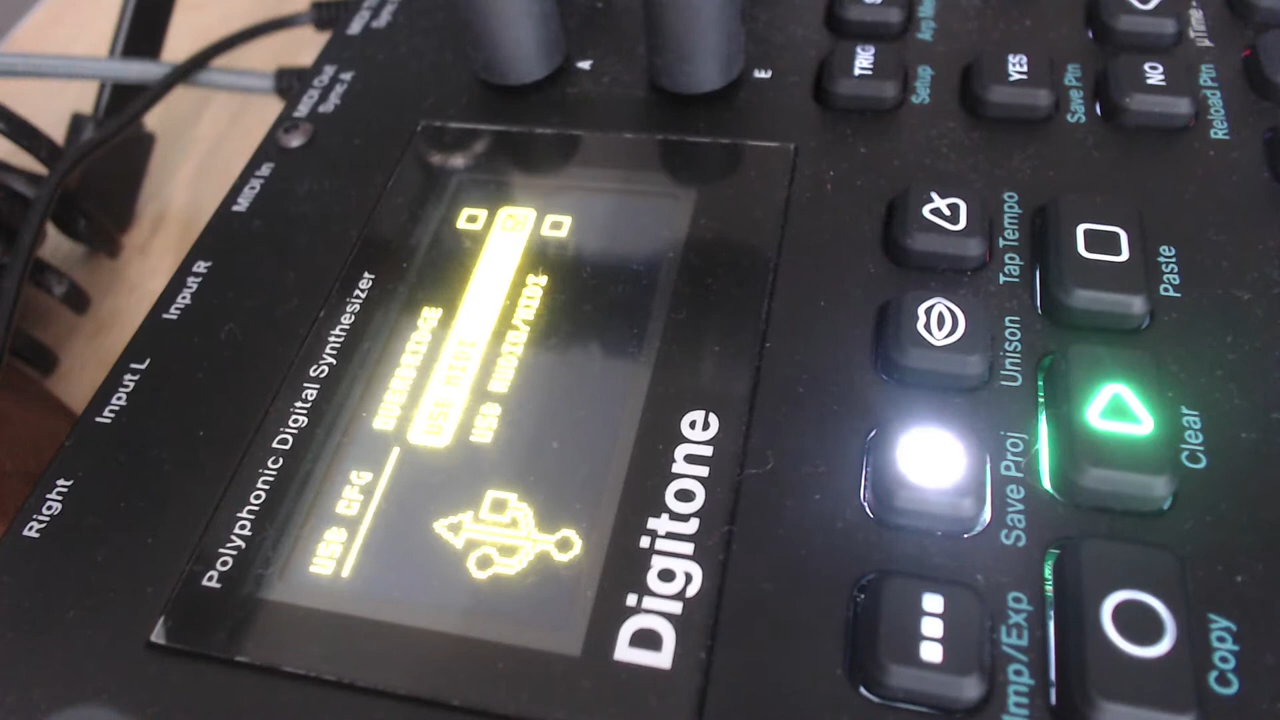 MIDI Out
Sync A
MIDI In
Input R
Input L
Right
A
E
Polyphonic Digital Synthesizer
USB CFG
OVERBRIDGE
USB MIDI
USB AUDIO/MIDI
Digitone
TRIG
Setup
YES
Save Ptn
NO
Reload Ptn
Tap Tempo
Paste
Unison
Save Proj
Clear
Imp/Exp
Copy